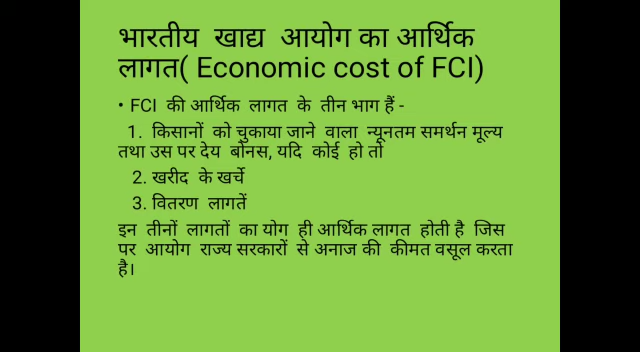 भारतीय खाद्य आयोग का आर्थिक
लागत( Economic cost of FCI)
• FCI की आर्थिक लागत के तीन भाग हैं -
1. किसानों को चुकाया जाने वाला न्यूनतम समर्थन मूल्य
तथा उस पर देय बोनस, यदि कोई हो तो
2. खरीद के खर्चे
3. वितरण लागतें
इन तीनों लागतों का योग ही आर्थिक लागत होती है जिस
पर आयोग राज्य सरकारों से अनाज की कीमत वसूल करता
है।